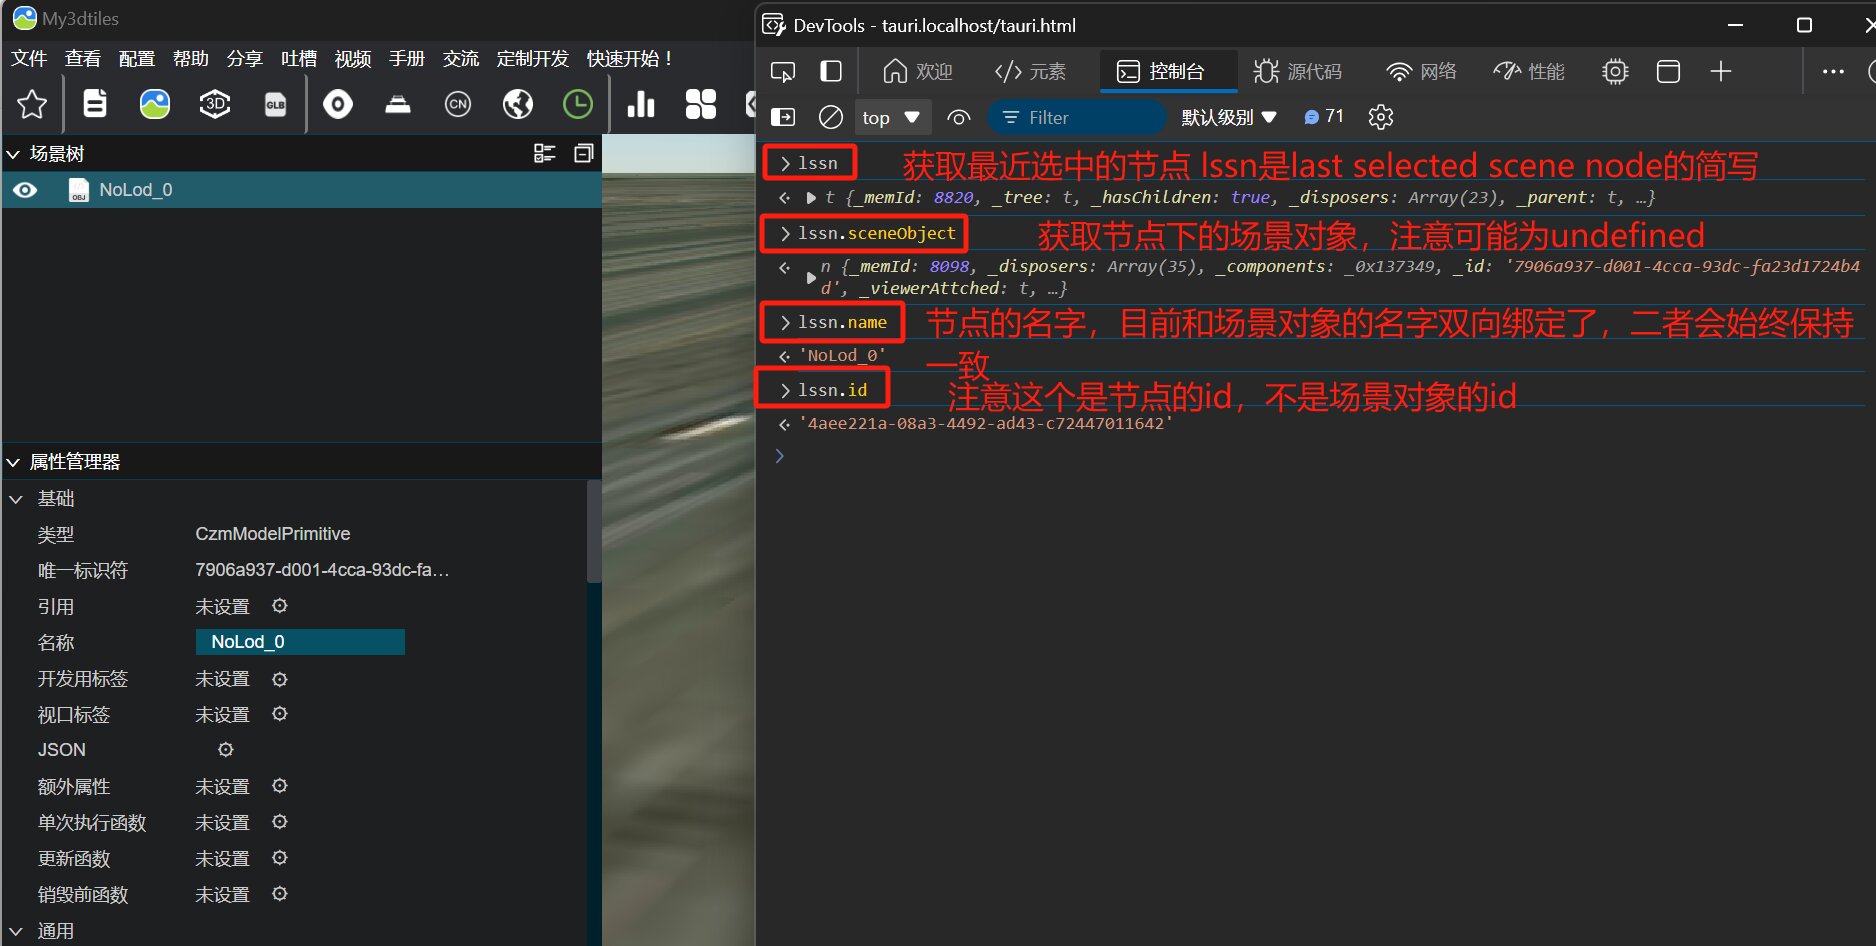 My3dtiles
文件 查看 配置 帮助 分享 吐槽 视频 手册 交流 定制开发 快速开始！
3D GLB CN
场景树
OBJ NoLod_0
属性管理器
基础
类型 CzmModelPrimitive
唯一标识符 7906a937-d001-4cca-93dc-fa…
引用 未设置
名称 NoLod_0
开发用标签 未设置
视口标签 未设置
JSON
额外属性 未设置
单次执行函数 未设置
更新函数 未设置
销毁前函数 未设置
通用
DevTools - tauri.localhost/tauri.html
欢迎 </> 元素 控制台 源代码 网络 性能
top Filter 默认级别 71
lssn 获取最近选中的节点 lssn是last selected scene node的简写
t {_memId: 8820, _tree: t, _hasChildren: true, _disposers: Array(23), _parent: t, …}
lssn.sceneObject 获取节点下的场景对象，注意可能为undefined
n {_memId: 8098, _disposers: Array(35), _components: _0x137349, _id: '7906a937-d001-4cca-93dc-fa23d1724b4
d', _viewerAttched: t, …}
lssn.name 节点的名字，目前和场景对象的名字双向绑定了，二者会始终保持
'NoLod_0' 一致
lssn.id 注意这个是节点的id，不是场景对象的id
'4aee221a-08a3-4492-ad43-c72447011642'